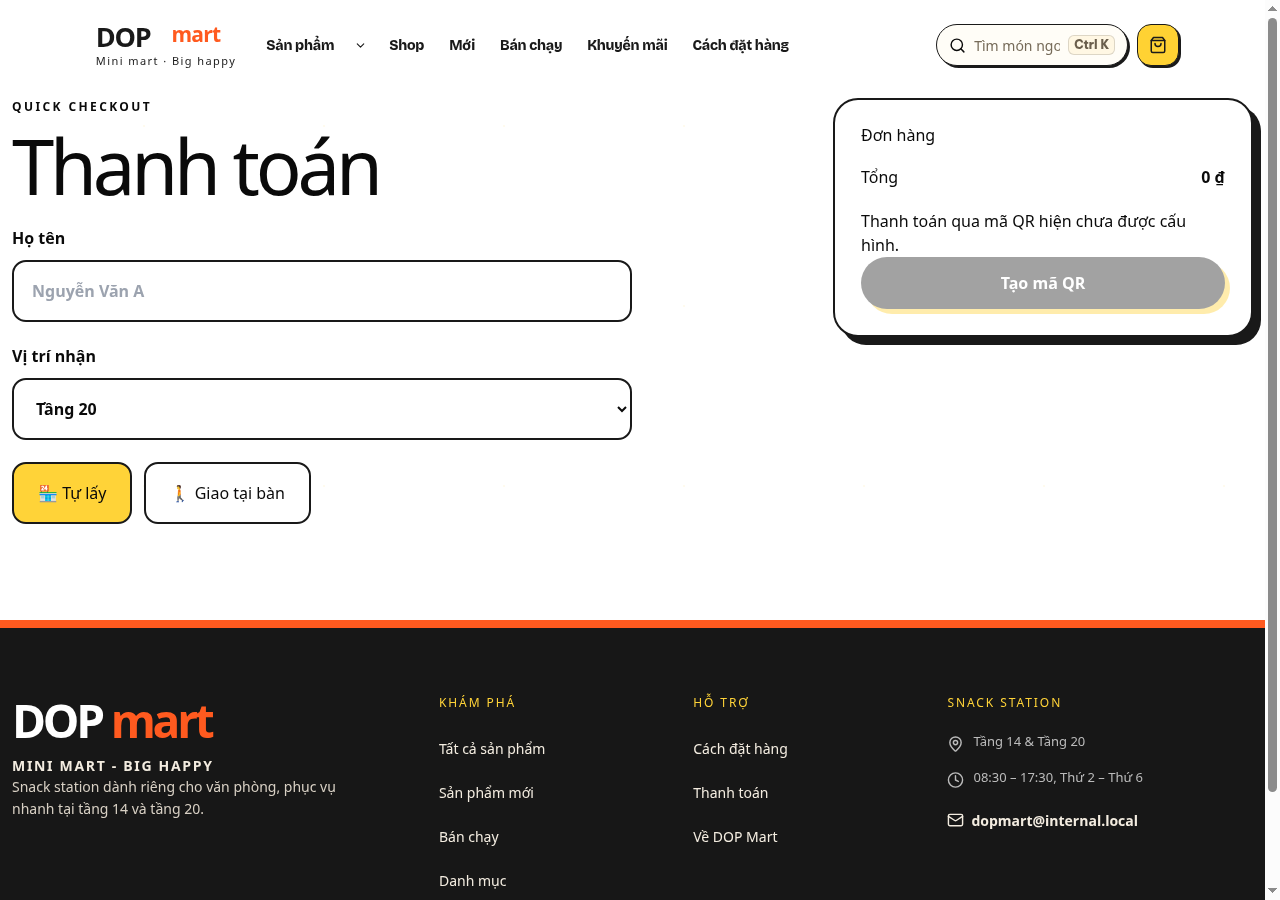 DOP mart
Mini mart · Big happy
Sản phẩm
Shop
Mới
Bán chạy
Khuyến mãi
Cách đặt hàng
Tìm món ngc
Ctrl K
QUICK CHECKOUT
Thanh toán
Họ tên
Nguyễn Văn A
Vị trí nhận
Tầng 20
Tự lấy
Giao tại bàn
Đơn hàng
Tổng
0 ₫
Thanh toán qua mã QR hiện chưa được cấu
hình.
Tạo mã QR
DOP mart
MINI MART - BIG HAPPY
Snack station dành riêng cho văn phòng, phục vụ
nhanh tại tầng 14 và tầng 20.
KHÁM PHÁ
Tất cả sản phẩm
Sản phẩm mới
Bán chạy
Danh mục
HỖ TRỢ
Cách đặt hàng
Thanh toán
Về DOP Mart
SNACK STATION
Tầng 14 & Tầng 20
08:30 – 17:30, Thứ 2 – Thứ 6
dopmart@internal.local